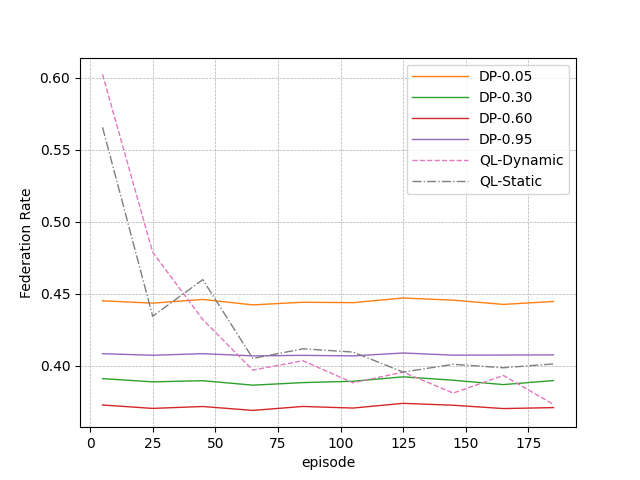 0.60
0.55
0.50
0.45
0.40
Federation Rate
DP-0.05
DP-0.30
DP-0.60
DP-0.95
QL-Dynamic
QL-Static
0 25 50 75 100 125 150 175
episode